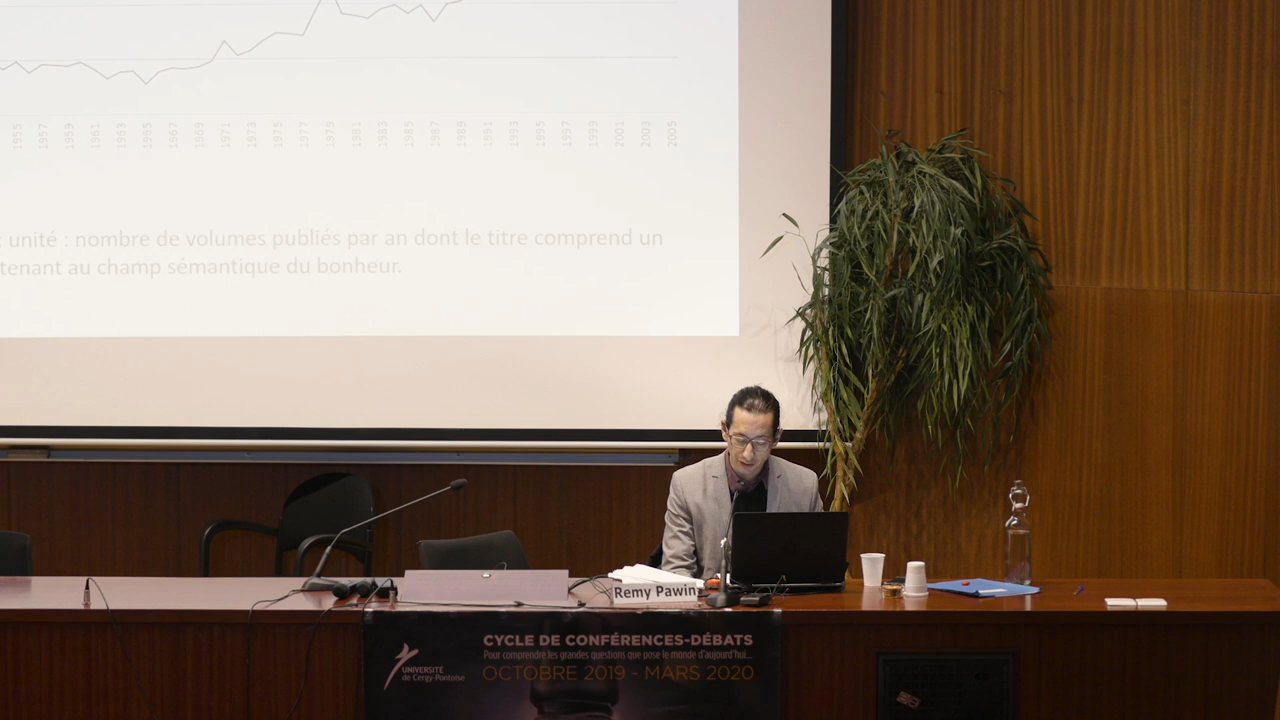 1955 1957 1959 1961 1963 1965 1967 1969 1971 1973 1975 1977 1979 1981 1983 1985 1987 1989 1991 1993 1995 1997 1999 2001 2003 2005
unité : nombre de volumes publiés par an dont le titre comprend un
tenant au champ sémantique du bonheur.
Remy Pawin
CYCLE DE CONFÉRENCES-DÉBATS
Pour comprendre les grandes questions que pose le monde d'aujourd'hui...
OCTOBRE 2019 - MARS 2020
UNIVERSITÉ
de Cergy-Pontoise